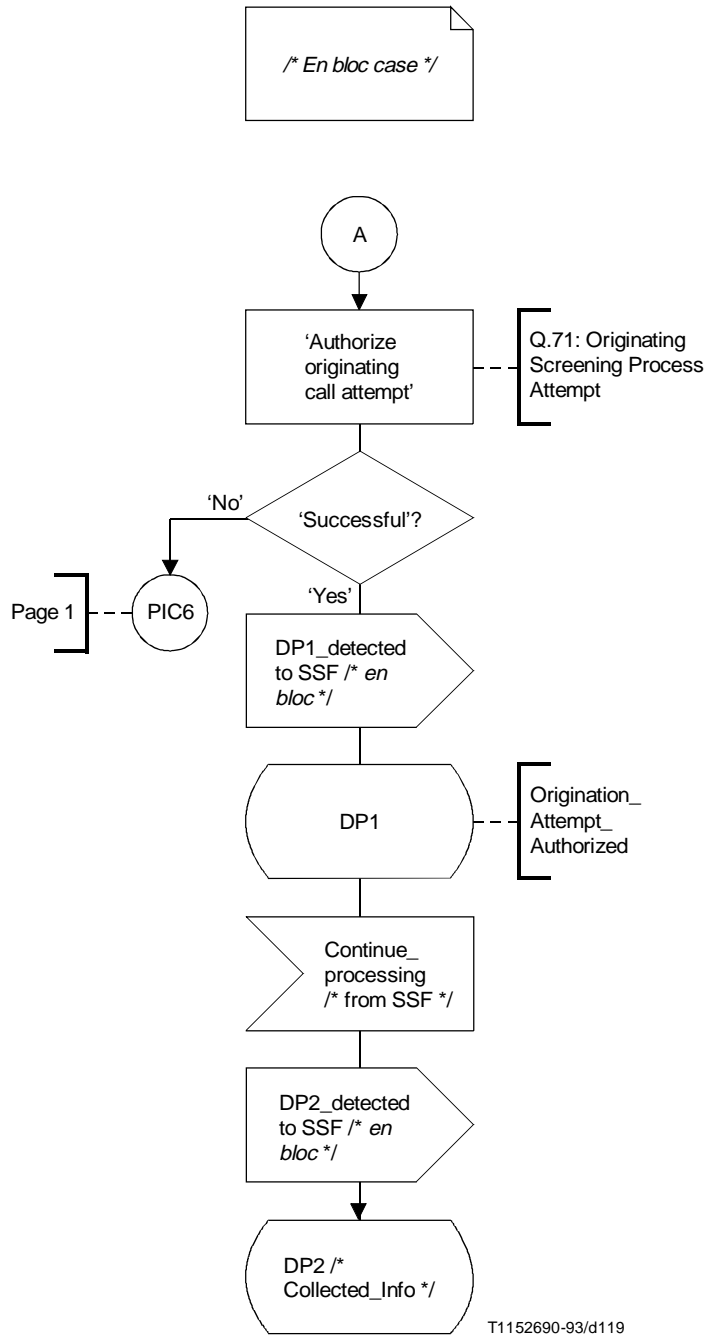 /* En bloc case */
A
‘Authorize
originating
call attempt’
Q.71: Originating
Screening Process
Attempt
‘No’
‘Successful’?
Page 1
PIC6
‘Yes’
DP1_detected
to SSF /* en
bloc */
DP1
Origination_
Attempt_
Authorized
Continue_
processing
/* from SSF */
DP2_detected
to SSF /* en
bloc */
DP2 /*
Collected_Info */
T1152690-93/d119